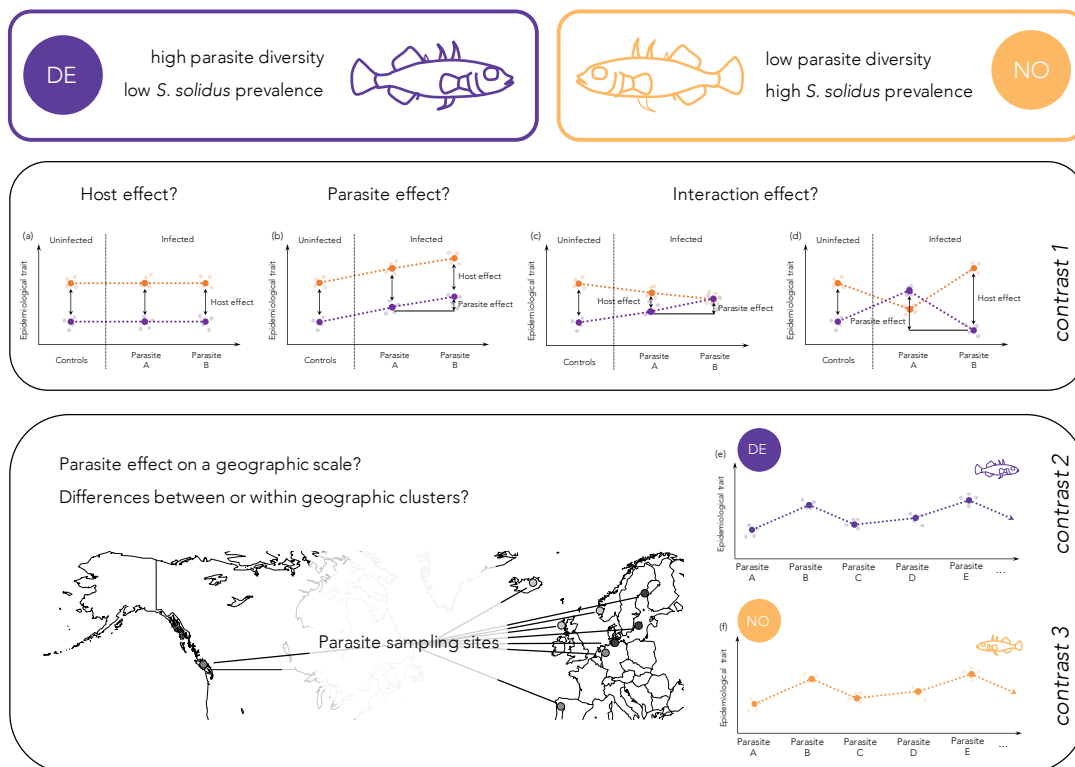 DE
high parasite diversity
low S. solidus prevalence
low parasite diversity
high S. solidus prevalence
NO
Host effect?
Parasite effect?
Interaction effect?
(a)
Uninfected
Infected
Epidemiological trait
Host effect
Controls
Parasite
A
Parasite
B
(b)
Uninfected
Infected
Epidemiological trait
Host effect
Parasite effect
Controls
Parasite
A
Parasite
B
(c)
Uninfected
Infected
Epidemiological trait
Host effect
Parasite effect
Controls
Parasite
A
Parasite
B
(d)
Uninfected
Infected
Epidemiological trait
Parasite effect
Host effect
Controls
Parasite
A
Parasite
B
contrast 1
Parasite effect on a geographic scale?
Differences between or within geographic clusters?
Parasite sampling sites
(e)
DE
Epidemiological trait
Parasite
A
Parasite
B
Parasite
C
Parasite
D
Parasite
E
...
contrast 2
(f)
NO
Epidemiological trait
Parasite
A
Parasite
B
Parasite
C
Parasite
D
Parasite
E
...
contrast 3